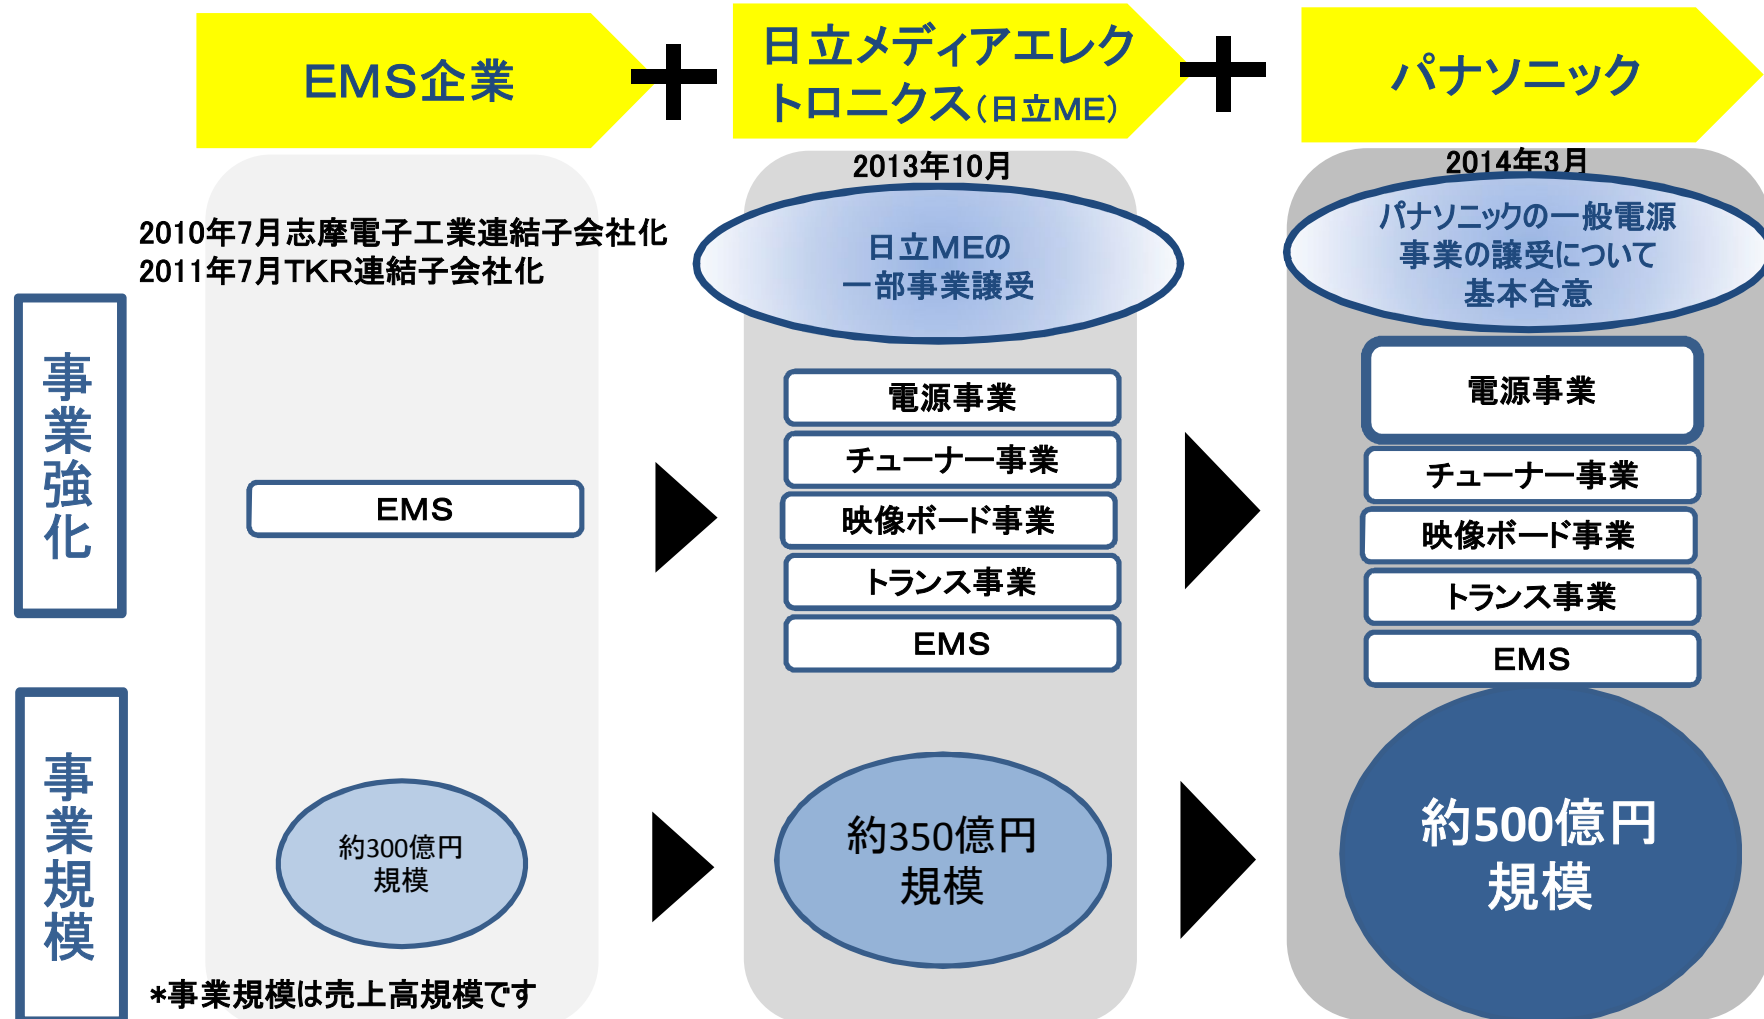 EMS企業
日立メディアエレク
トロニクス(日立ME)
パナソニック
2010年7月志摩電子工業連結子会社化
2011年7月TKR連結子会社化
2013年10月
日立MEの
一部事業譲受
2014年3月
パナソニックの一般電源
事業の譲受について
基本合意
事業強化
EMS
電源事業
チューナー事業
映像ボード事業
トランス事業
EMS
電源事業
チューナー事業
映像ボード事業
トランス事業
EMS
事業規模
約300億円
規模
約350億円
規模
約500億円
規模
*事業規模は売上高規模です